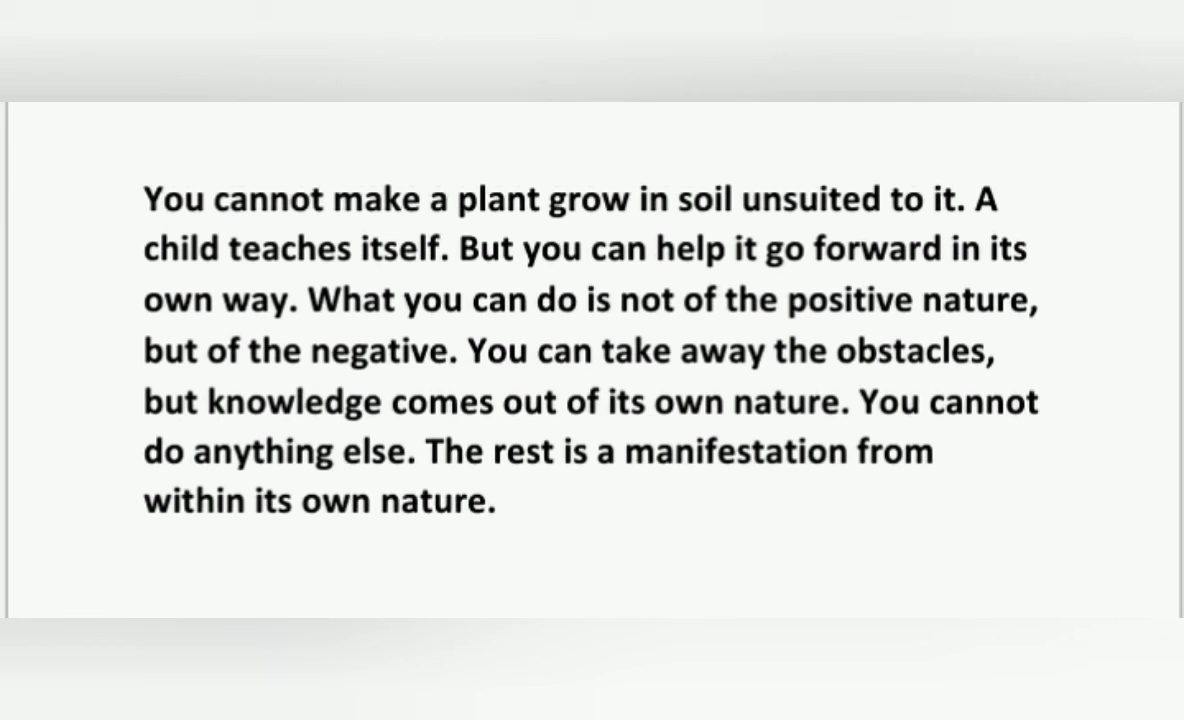 You cannot make a plant grow in soil unsuited to it. A
child teaches itself. But you can help it go forward in its
own way. What you can do is not of the positive nature,
but of the negative. You can take away the obstacles,
but knowledge comes out of its own nature. You cannot
do anything else. The rest is a manifestation from
within its own nature.